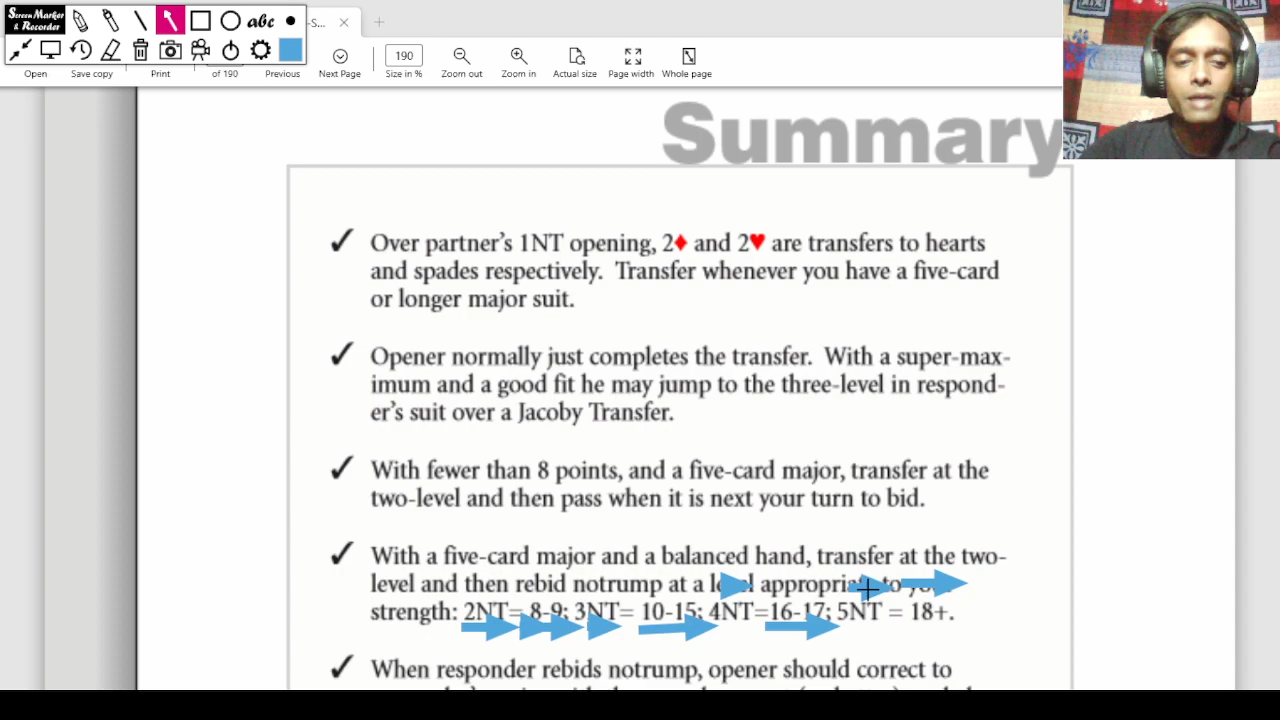 Screen Marker
& Recorder
abc
-S...
190
Open
Save copy
Print
of 190
Previous
Next Page
Size in %
Zoom out
Zoom in
Actual size
Page width
Whole page
Summary
✓ Over partner's 1NT opening, 2♦ and 2♥ are transfers to hearts
and spades respectively. Transfer whenever you have a five-card
or longer major suit.
✓ Opener normally just completes the transfer. With a super-max-
imum and a good fit he may jump to the three-level in respond-
er's suit over a Jacoby Transfer.
✓ With fewer than 8 points, and a five-card major, transfer at the
two-level and then pass when it is next your turn to bid.
✓ With a five-card major and a balanced hand, transfer at the two-
level and then rebid notrump at a level appropriate to your
strength: 2NT= 8-9; 3NT= 10-15; 4NT=16-17; 5NT = 18+.
✓ When responder rebids notrump, opener should correct to